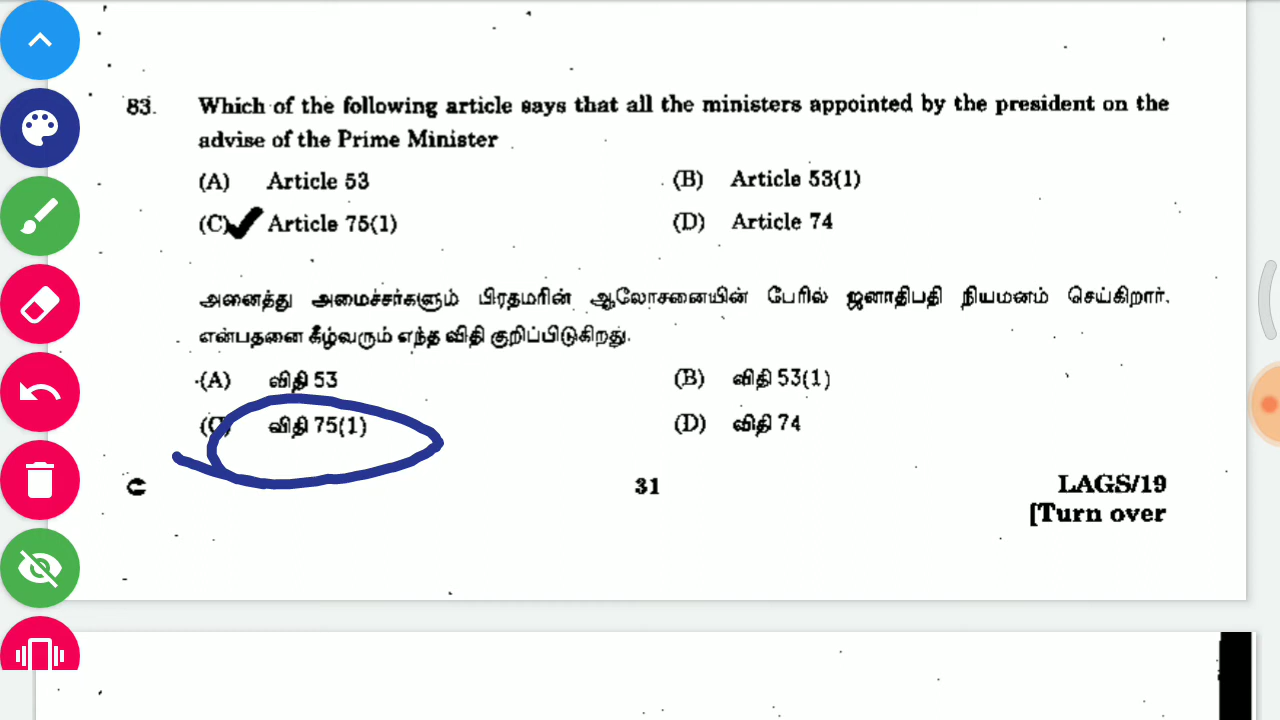 83. Which of the following article says that all the ministers appointed by the president on the
advise of the Prime Minister
(A) Article 53 (B) Article 53(1)
(C) Article 75(1) (D) Article 74
அனைத்து அமைச்சர்களும் பிரதமரின் ஆலோசனையின் பேரில் ஜனாதிபதி நியமனம் செய்கிறார்.
என்பதனை கீழ்வரும் எந்த விதி குறிப்பிடுகிறது.
(A) விதி 53 (B) விதி 53(1)
(C) விதி 75(1) (D) விதி 74
C 31 LAGS/19
[Turn over